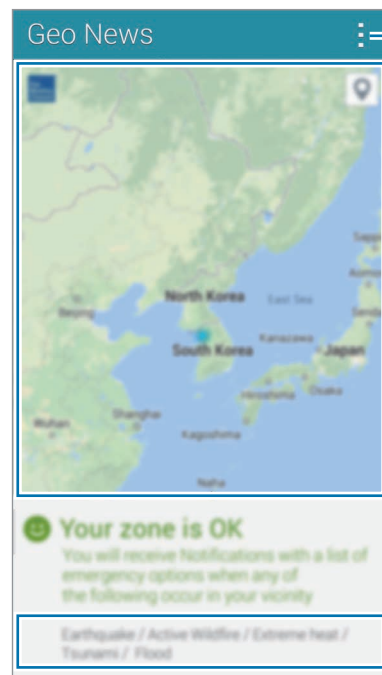 Geo News
Sapporo
North Korea
East Sea
Beijing
Sendai
Kanazawa
South Korea
Japan
Hiroshima
Osaka
Shanghai
Wuhan
Kagoshima
Naha
Your zone is OK
You will receive Notifications with a list of
emergency options when any of
the following occur in your vicinity
Earthquake / Active Wildfire / Extreme heat /
Tsunami / Flood